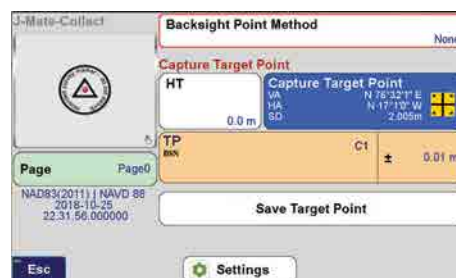 J-Mate-Collect
Backsight Point Method
None
Capture Target Point
HT
0.0 m
Capture Target Point
VA N 76°32'1" E
HA N 17°1'0" W
SD 2.005m
TP
C1
± 0.01 m
Page Page0
NAD83(2011) | NAVD 88
2018-10-25
22.31.56.000000
Save Target Point
Esc
Settings